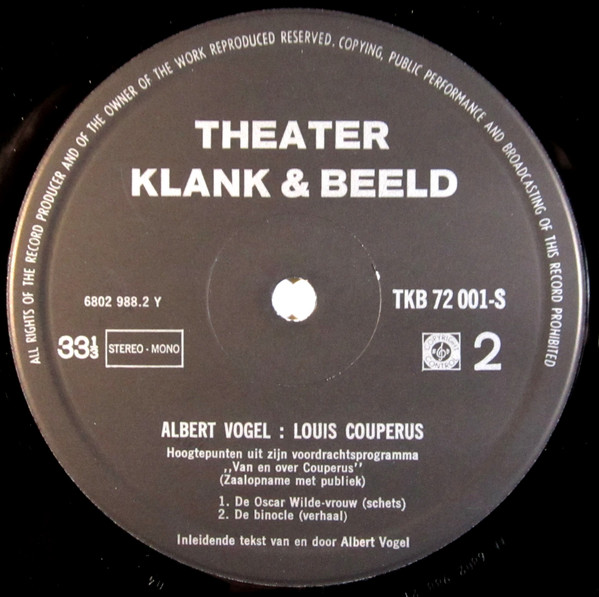 ALL RIGHTS OF THE RECORD PRODUCER AND OF THE OWNER OF THE WORK REPRODUCED RESERVED. COPYING, PUBLIC PERFORMANCE AND BROADCASTING OF THIS RECORD PROHIBITED
THEATER
KLANK & BEELD
6802 988.2 Y
TKB 72 001-S
33⅓
STEREO - MONO
COPYRIGHT CONTROL
2
ALBERT VOGEL : LOUIS COUPERUS
Hoogtepunten uit zijn voordrachtsprogramma
,,Van en over Couperus''
(Zaalopname met publiek)
1. De Oscar Wilde-vrouw (schets)
2. De binocle (verhaal)
Inleidende tekst van en door Albert Vogel